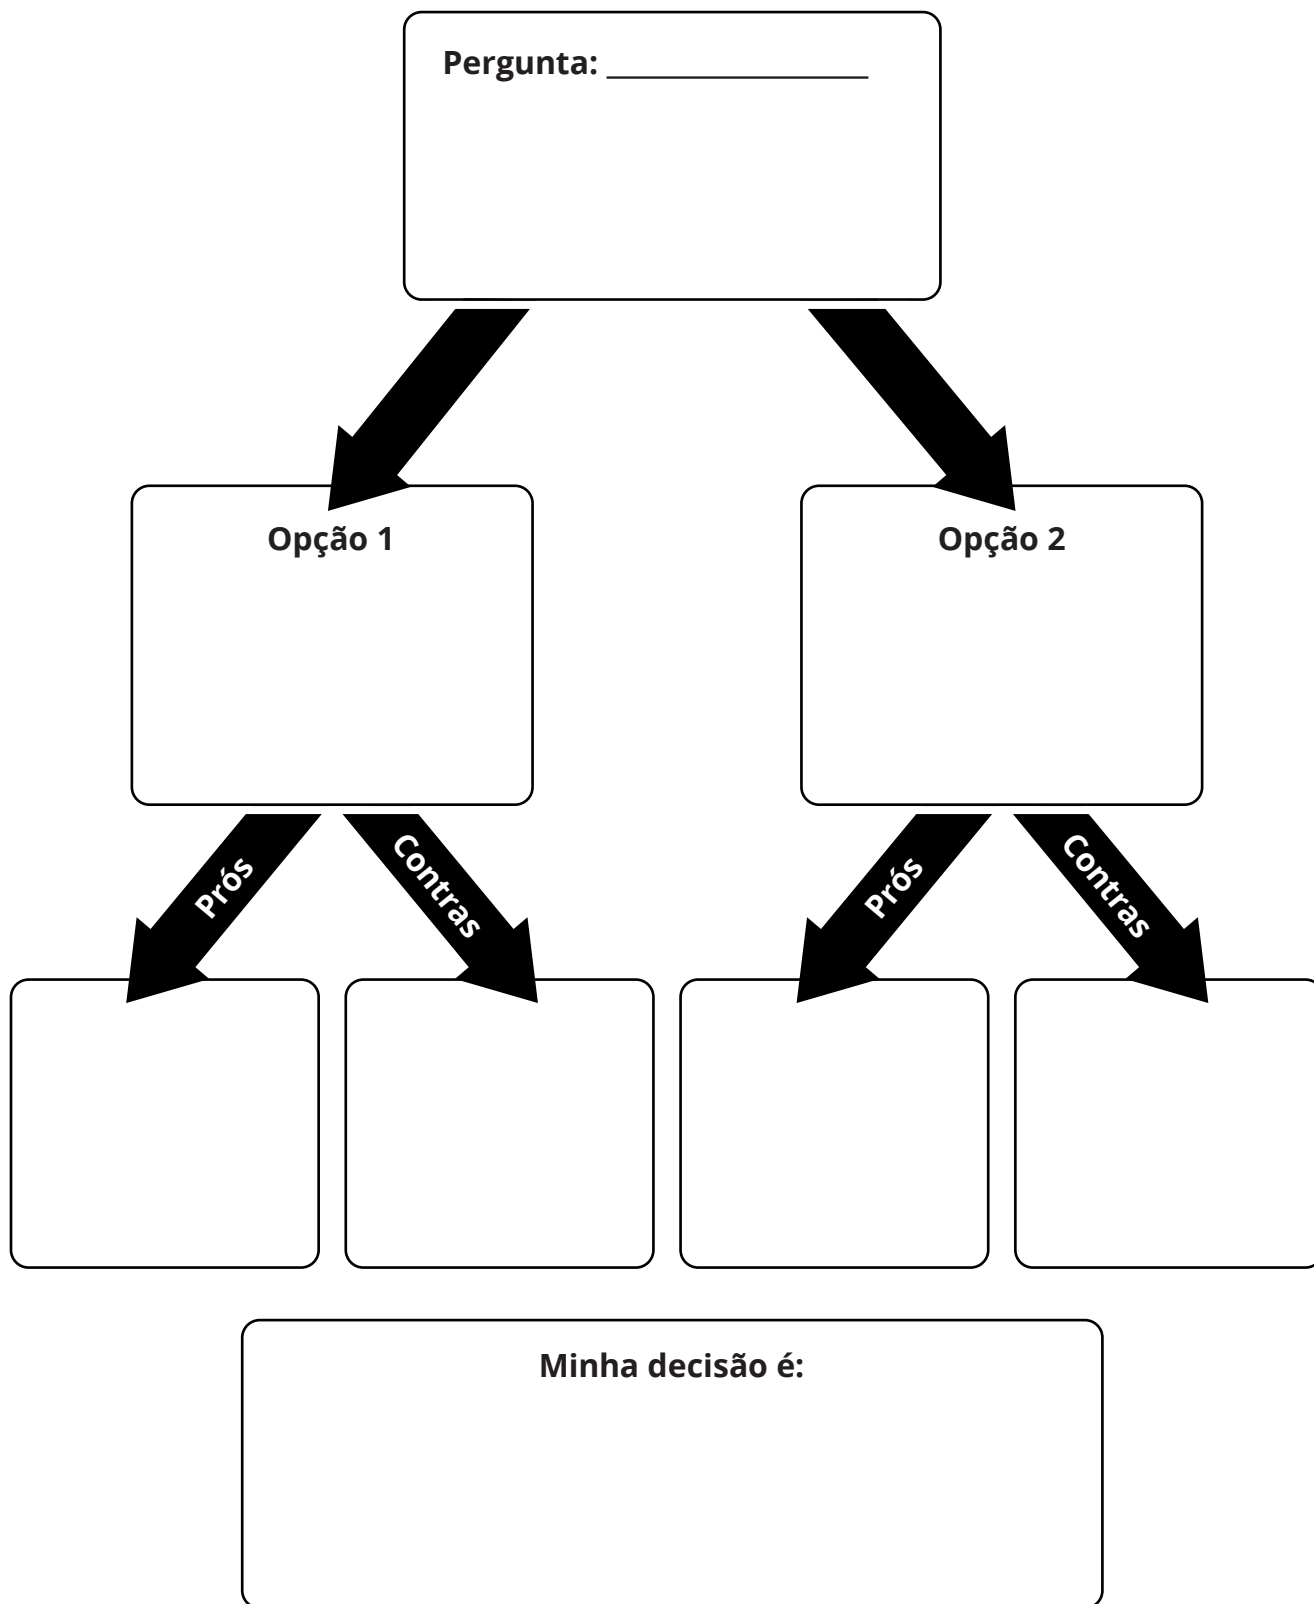 Pergunta: ___________________
Opção 1
Opção 2
Prós
Contras
Prós
Contras
Minha decisão é: